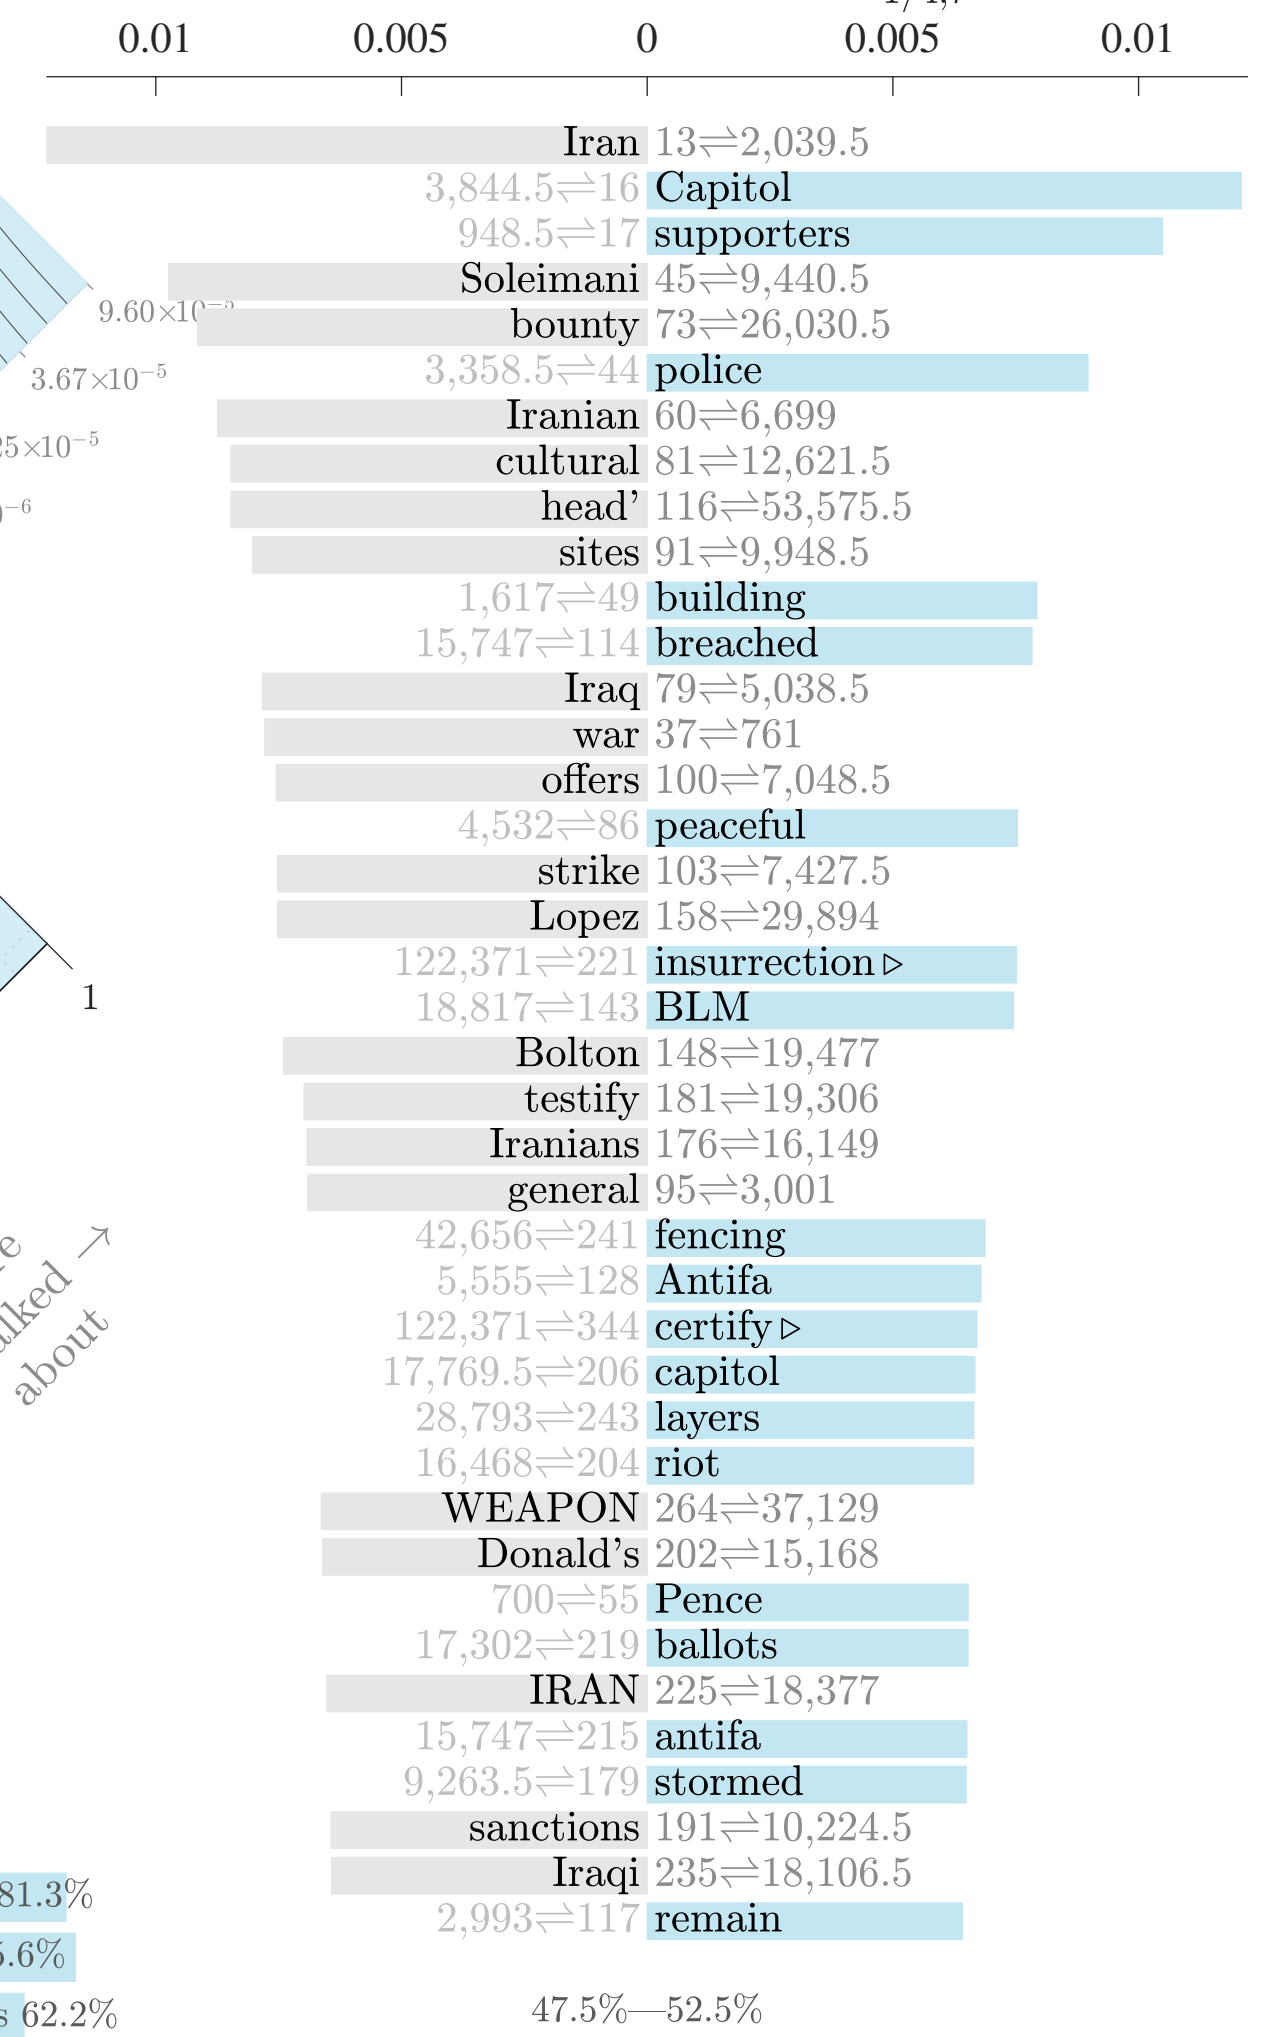 0.01 0.005 0 0.005 0.01
Iran 13⇌2,039.5
3,844.5⇌16 Capitol
948.5⇌17 supporters
Soleimani 45⇌9,440.5
9.60×10
bounty 73⇌26,030.5
3,358.5⇌44 police
3.67×10⁻⁵
Iranian 60⇌6,699
25×10⁻⁵
cultural 81⇌12,621.5
head’ 116⇌53,575.5
⁻⁶
sites 91⇌9,948.5
1,617⇌49 building
15,747⇌114 breached
Iraq 79⇌5,038.5
war 37⇌761
offers 100⇌7,048.5
4,532⇌86 peaceful
strike 103⇌7,427.5
Lopez 158⇌29,894
122,371⇌221 insurrection ▷
1
18,817⇌143 BLM
Bolton 148⇌19,477
testify 181⇌19,306
Iranians 176⇌16,149
general 95⇌3,001
42,656⇌241 fencing
5,555⇌128 Antifa
alked →
about
122,371⇌344 certify ▷
17,769.5⇌206 capitol
28,793⇌243 layers
16,468⇌204 riot
WEAPON 264⇌37,129
Donald’s 202⇌15,168
700⇌55 Pence
17,302⇌219 ballots
IRAN 225⇌18,377
15,747⇌215 antifa
9,263.5⇌179 stormed
sanctions 191⇌10,224.5
Iraqi 235⇌18,106.5
81.3%
2,993⇌117 remain
5.6%
s 62.2%
47.5%—52.5%